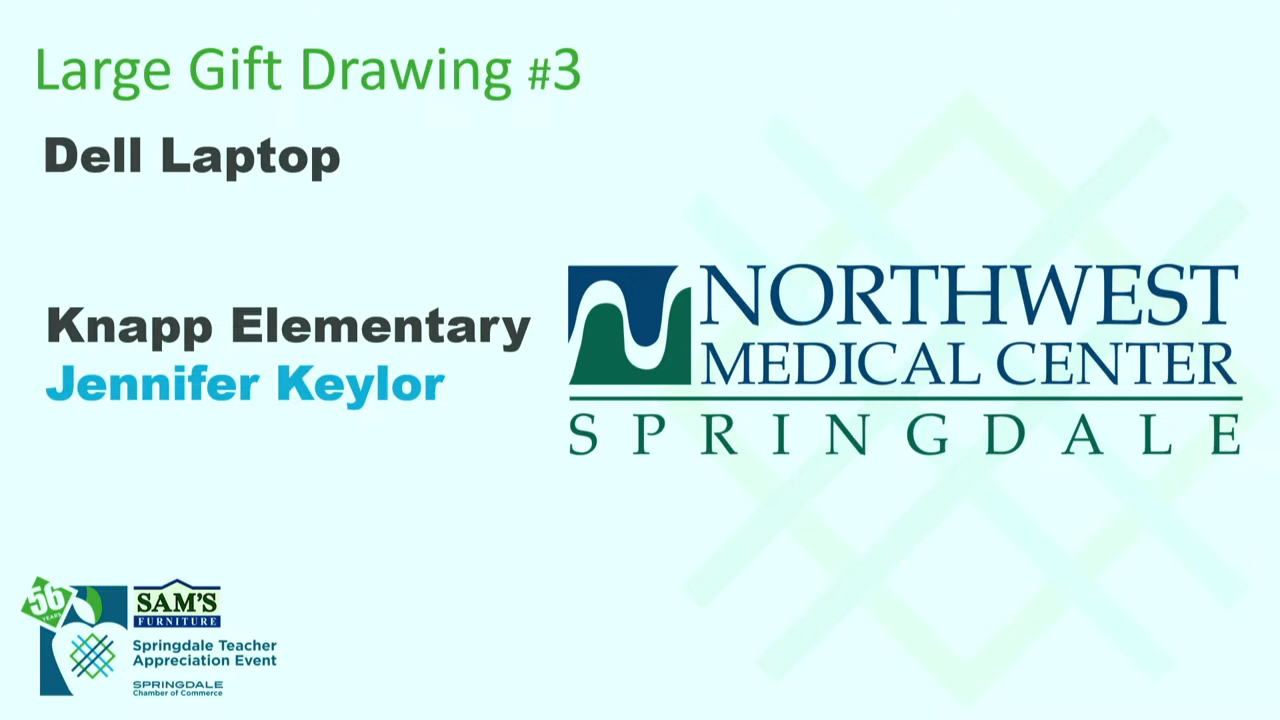 Large Gift Drawing #3
Dell Laptop
Knapp Elementary
Jennifer Keylor
NORTHWEST
MEDICAL CENTER
SPRINGDALE
56
YEARS
SAM'S
FURNITURE
Springdale Teacher
Appreciation Event
SPRINGDALE
Chamber of Commerce